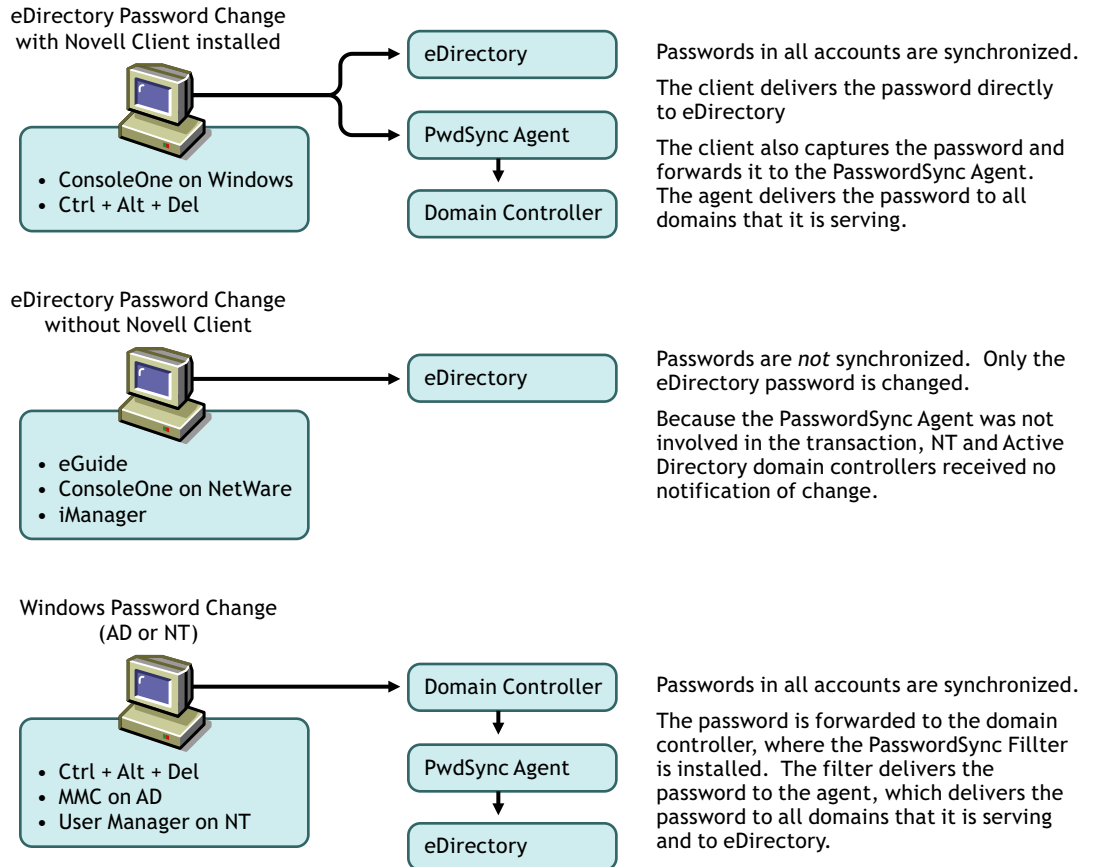 eDirectory Password Change
with Novell Client installed
• ConsoleOne on Windows
• Ctrl + Alt + Del
eDirectory
PwdSync Agent
Domain Controller
Passwords in all accounts are synchronized.
The client delivers the password directly
to eDirectory
The client also captures the password and
forwards it to the PasswordSync Agent.
The agent delivers the password to all
domains that it is serving.
eDirectory Password Change
without Novell Client
• eGuide
• ConsoleOne on NetWare
• iManager
eDirectory
Passwords are not synchronized.  Only the
eDirectory password is changed.
Because the PasswordSync Agent was not
involved in the transaction, NT and Active
Directory domain controllers received no
notification of change.
Windows Password Change
(AD or NT)
• Ctrl + Alt + Del
• MMC on AD
• User Manager on NT
Domain Controller
PwdSync Agent
eDirectory
Passwords in all accounts are synchronized.
The password is forwarded to the domain
controller, where the PasswordSync Fillter
is installed.  The filter delivers the
password to the agent, which delivers the
password to all domains that it is serving
and to eDirectory.